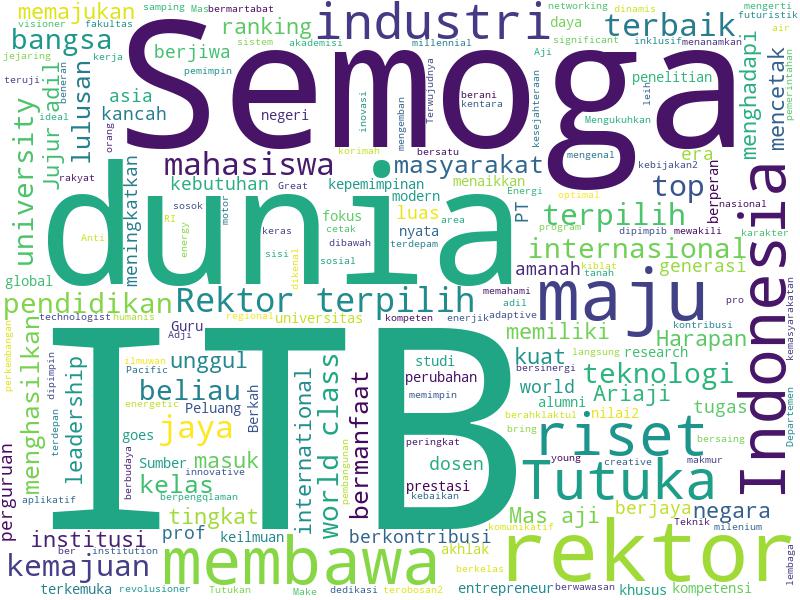 memajukan
samping
Mas
bermartabat
industri
networking
dinamis
mengerti
visioner
fakultas
ranking
terbaik
futuristik
bangsa
Semoga
daya
significant
inklusif
menanamkan
air
jejaring
kerja
berjiwa
sistem
akademisi
millennial
Aji
teruji
beneran
lulusan
pemimpin
penelitian
menghadapi
mencetak
pemerintahan
asia
kancah
negeri
inovasi
mengemban
Terwujudnya
berani
kentara
kesejahteraan
leih
Mengukuhkan
ideal
Jujur adil
university
orang
korimah
bersatu
mengenal
kebijakan2
era
mahasiswa
masyarakat
rakyat
kebutuhan
Great
kepemimpinan
menaikkan
Energi
optimal
top
berperan
nasional
dunia
meningkatkan
sosok
motor
modern
RI
fokus
luas
cetak
area
PT
terpilih
program
dipimpib
mewakili
karakter
Anti
energy
keras
nyata
sisi
dibawah
terdepam
sosial
internasional
Indonesia
global
dikenal
amanah
kiblat
tanah
generasi
pendidikan
Rektor terpilih
memahami
adil
maju
pro
technologist
humanis
regional
universitas
kompeten
enerjik
adaptive
kontribusi
kemasyarakatan
perkembangan
menghasilkan
Guru
Adji
memiliki
Harapan
ITB
dipimpin
leadership
ilmuwan
Pacific
unggul
studi
perubahan
kuat
langsung
research
bersinergi
world class
international
energetic
beliau
Peluang
Berkah
memimpin
world
teknologi
alumni
Ariaji
tugas
goes
jaya
bermanfaat
berahklaktul
nilai2
bersaing
Departemen
terdepan
berbudaya
Sumber
masuk
innovative
peringkat
dosen
bring
riset
young
creative
makmur
perguruan
kelas
berpengqlaman
pembangunan
prestasi
kebaikan
Tutuka
aplikatif
tingkat
Mas aji
berjaya
negara
institusi
prof
keilmuan
berkontribusi
komunikatif
Teknik
milenium
kemajuan
ber
institution
membawa
akhlak
berkelas
rektor
lembaga
terkemuka
revolusioner
Tutukan
Make
dedikasi
terobosan2
entrepreneur
berwawasan
khusus
kompetensi